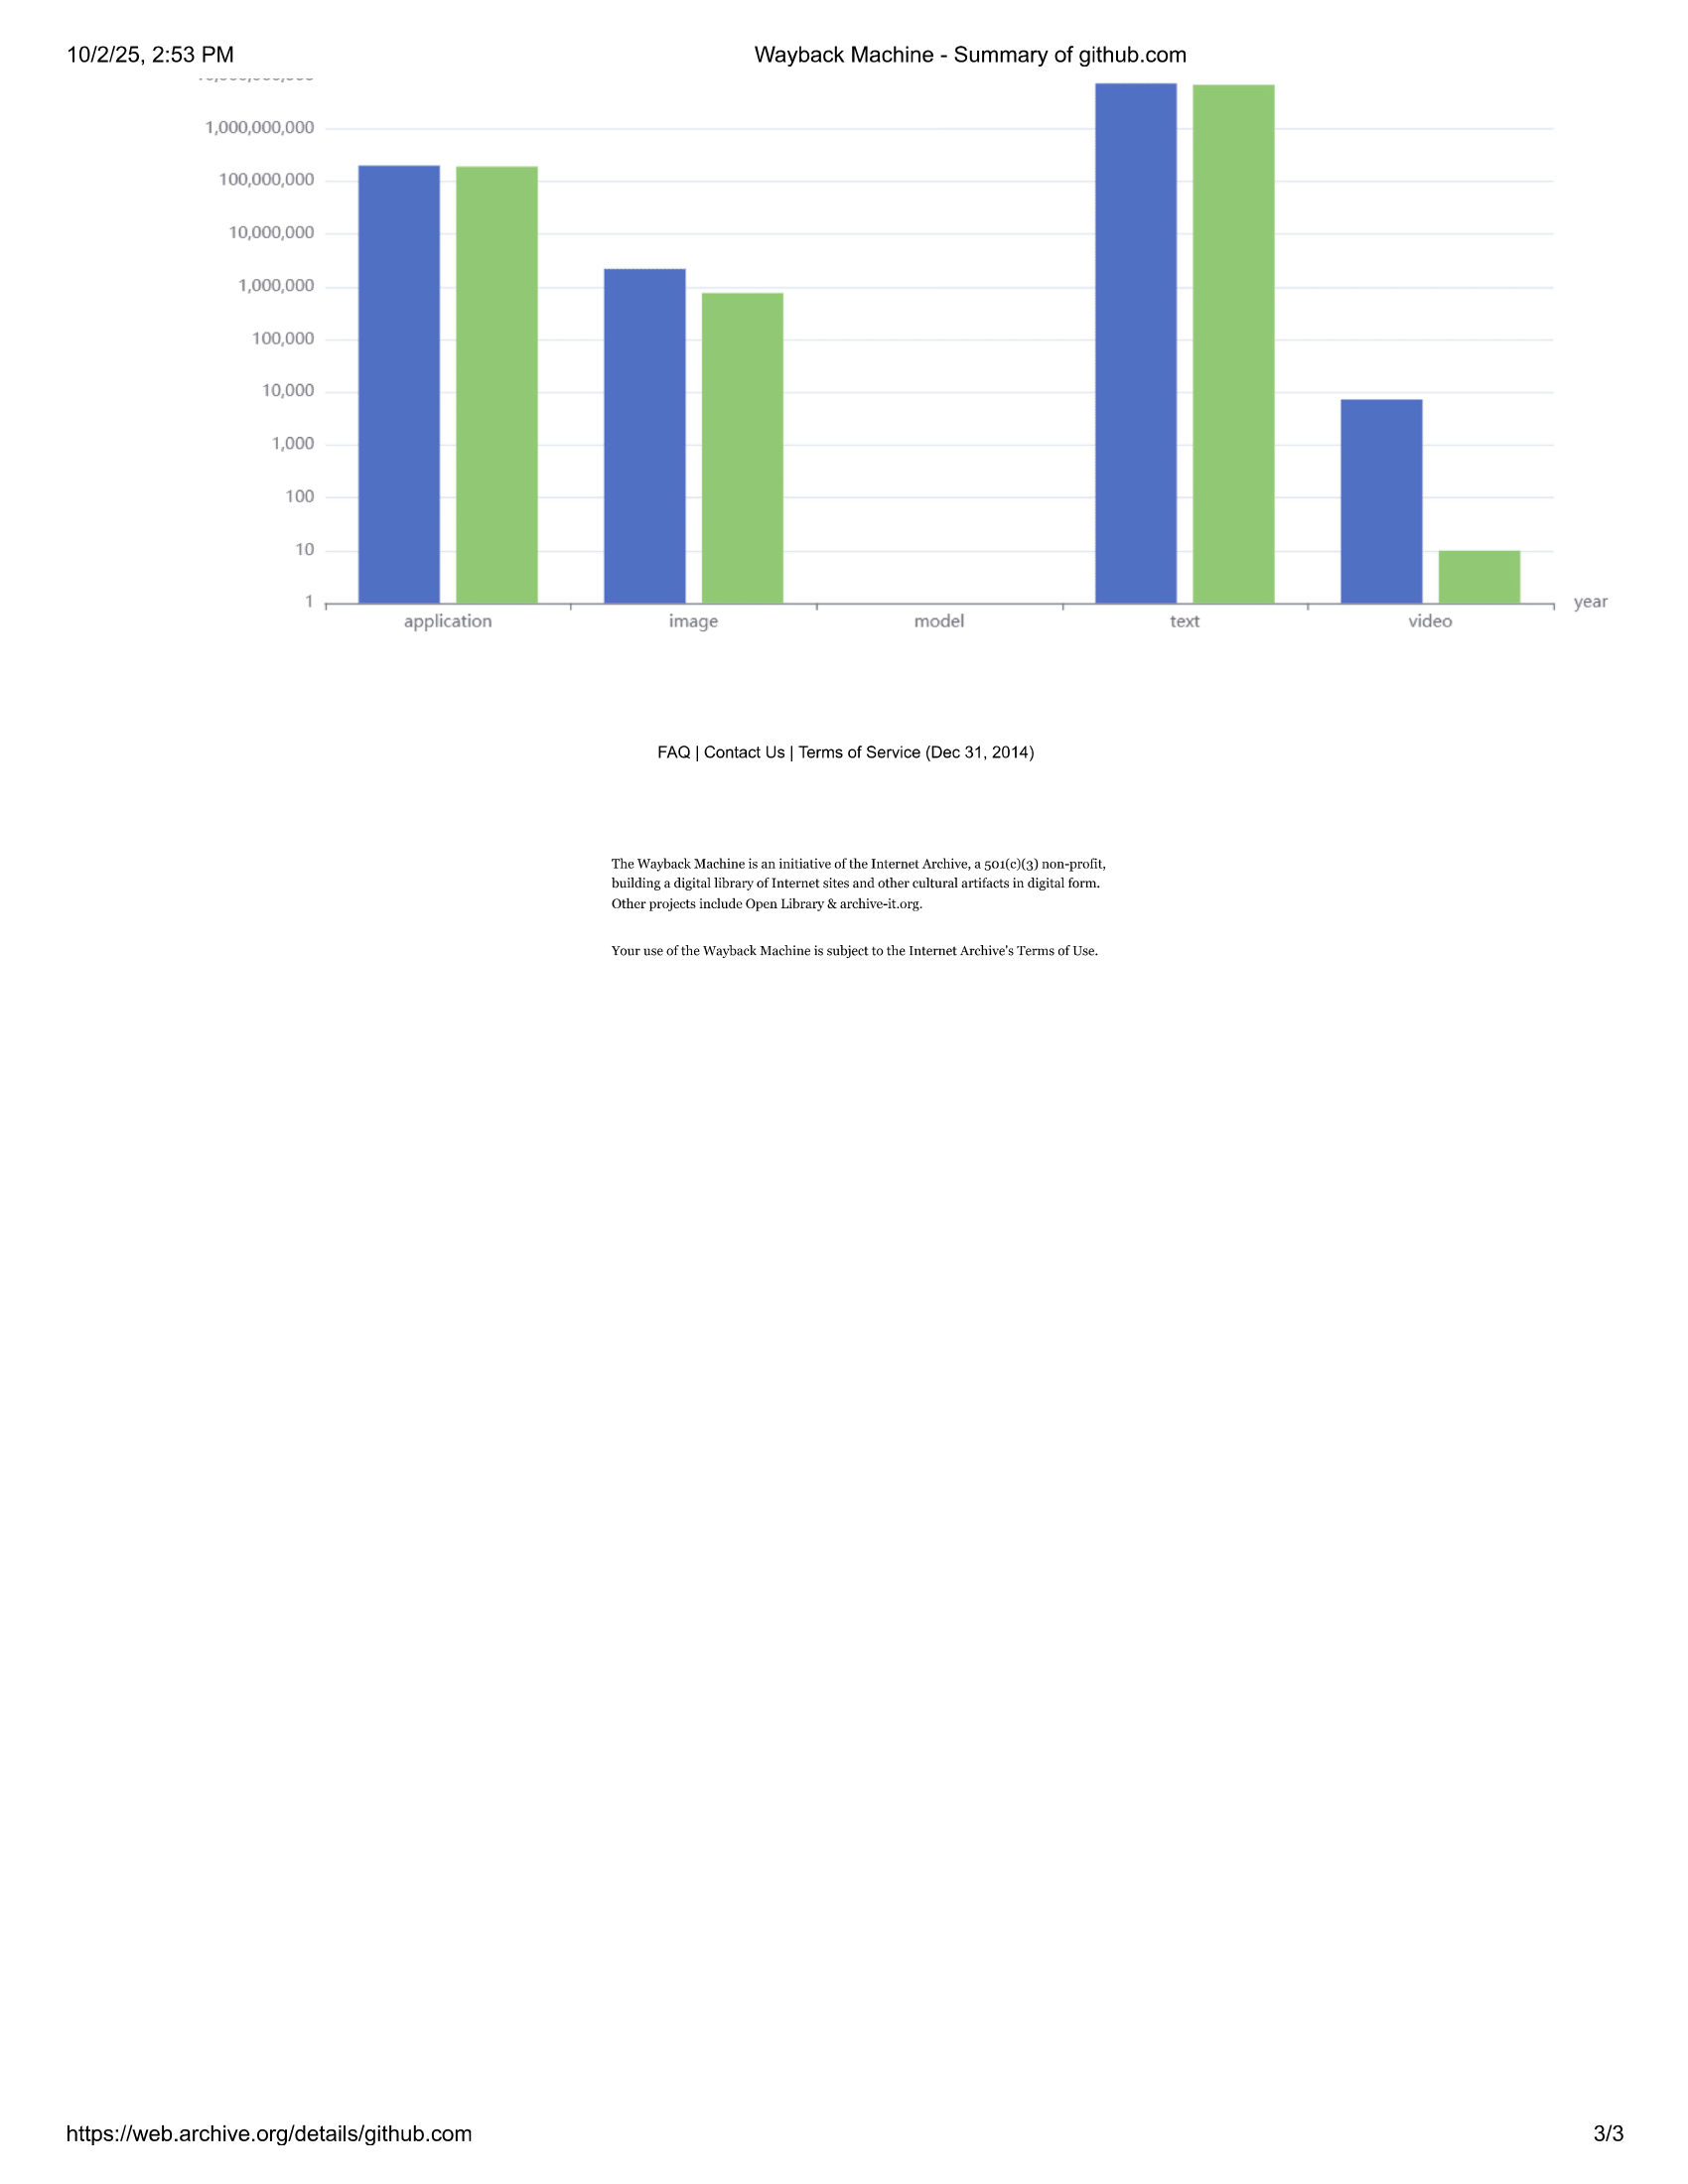 10/2/25, 2:53 PM
Wayback Machine - Summary of github.com
1,000,000,000
100,000,000
10,000,000
1,000,000
100,000
10,000
1,000
100
10
1
year
application
image
model
text
video
FAQ | Contact Us | Terms of Service (Dec 31, 2014)
The Wayback Machine is an initiative of the Internet Archive, a 501(c)(3) non-profit,
building a digital library of Internet sites and other cultural artifacts in digital form.
Other projects include Open Library & archive-it.org.
Your use of the Wayback Machine is subject to the Internet Archive's Terms of Use.
https://web.archive.org/details/github.com
3/3